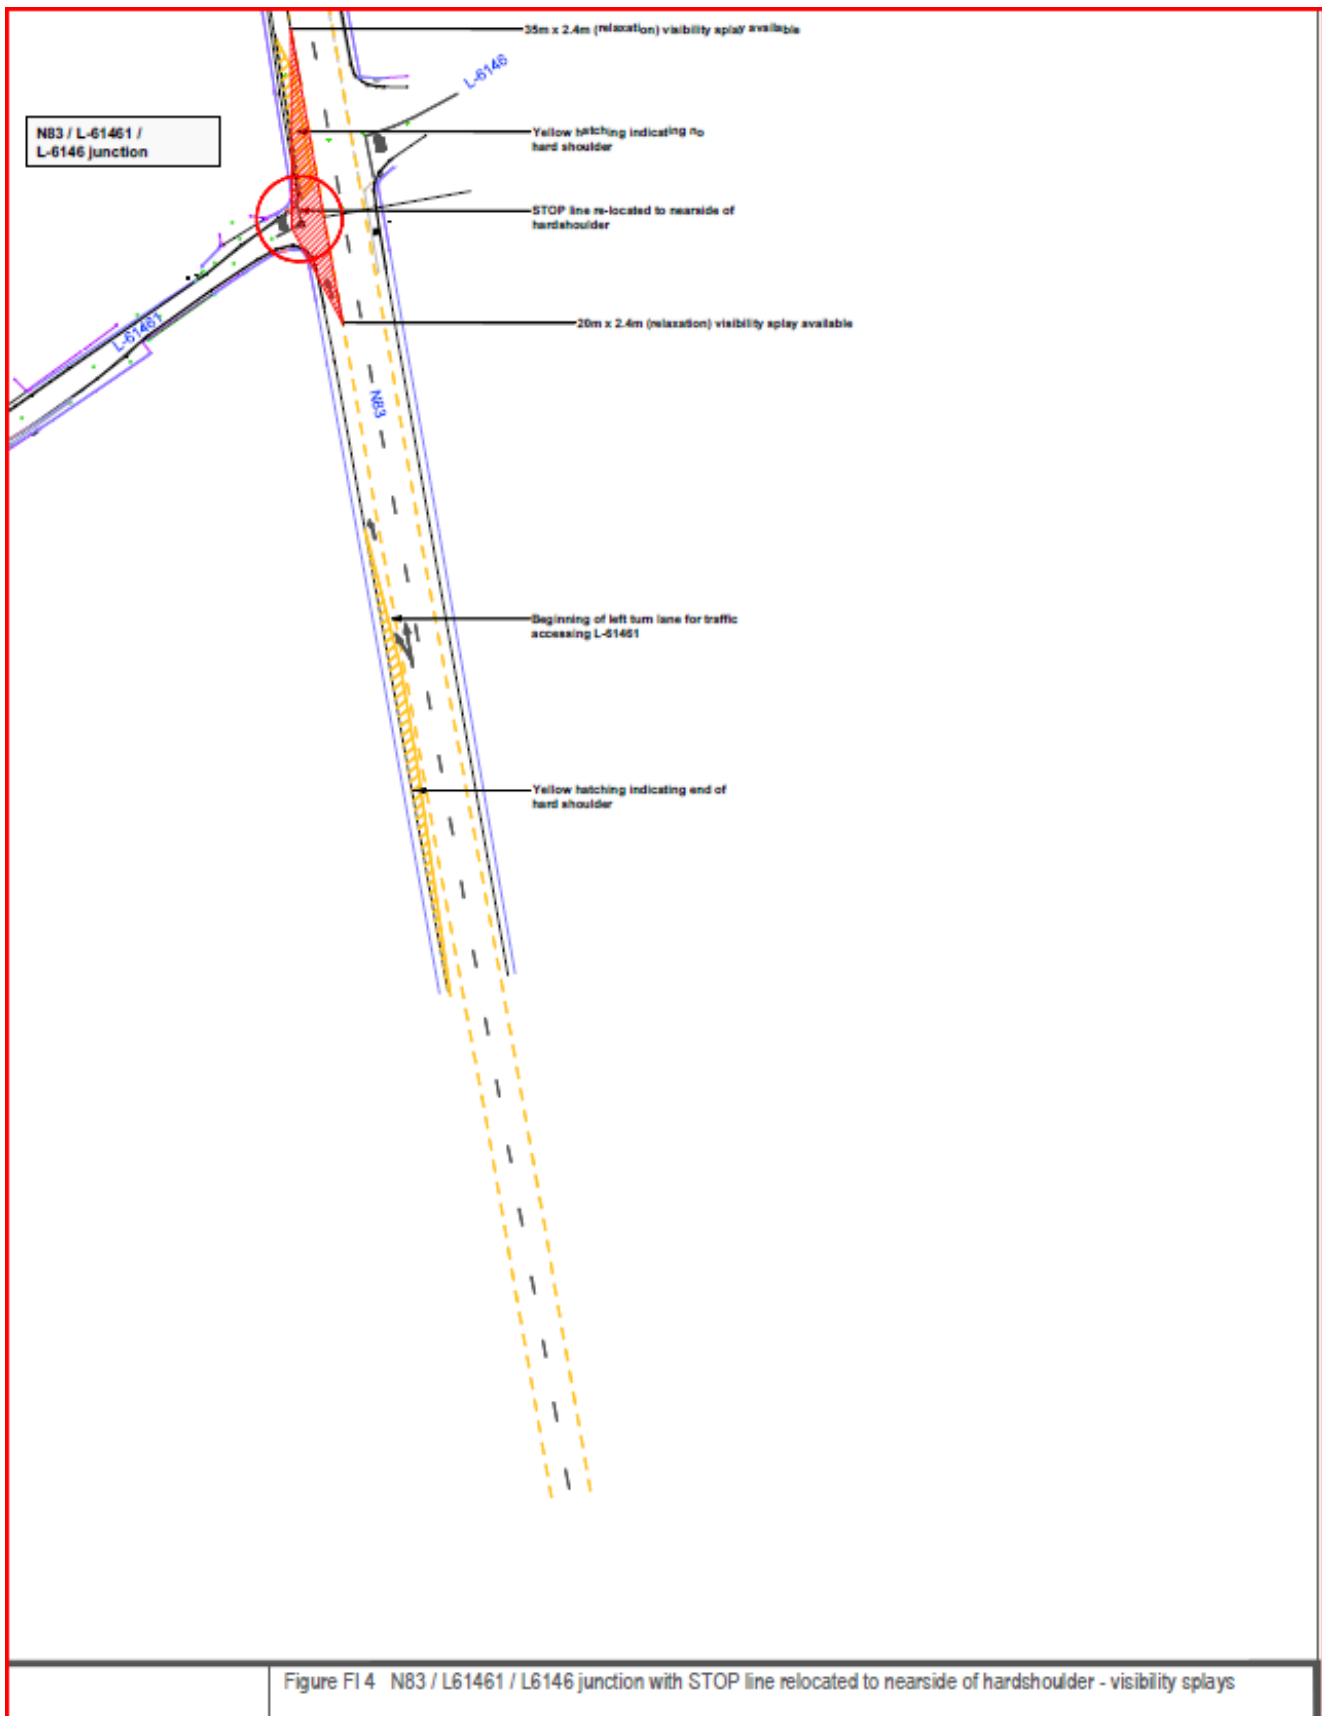 35m x 2.4m (relaxation) visibility splay available
L-6146
N83 / L-61461 /
L-6146 junction
Yellow hatching indicating no
hard shoulder
STOP line re-located to nearside of
hardshoulder
20m x 2.4m (relaxation) visibility splay available
L-61461
N83
Beginning of left turn lane for traffic
accessing L-61461
Yellow hatching indicating end of
hard shoulder
Figure FI 4 N83 / L61461 / L6146 junction with STOP line relocated to nearside of hardshoulder - visibility splays